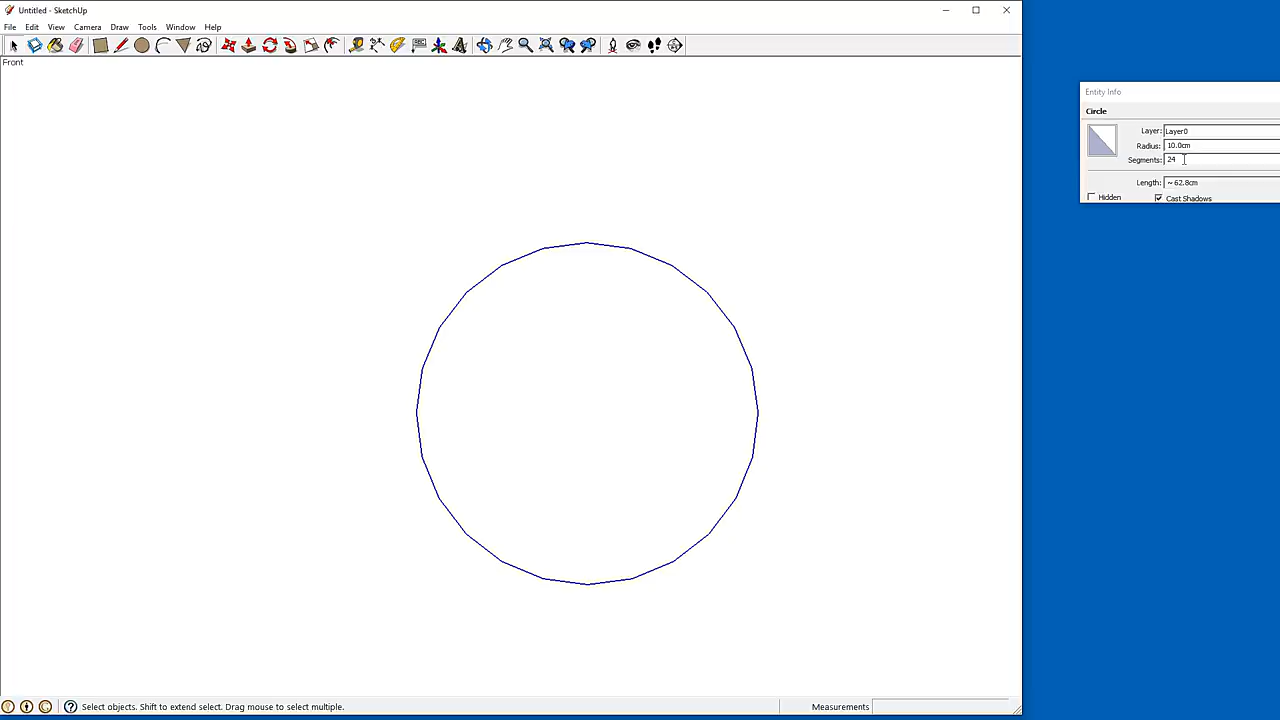 Untitled - SketchUp
File Edit Camera Draw Tools Window Help
Front
Entity Info
Circle
Layer: Layer0
Radius: 10.0cm
Segments: 24
Length: ~ 62.8cm
Hidden Cast Shadows
Select objects. Shift to extend select. Drag mouse to select multiple. Measurements